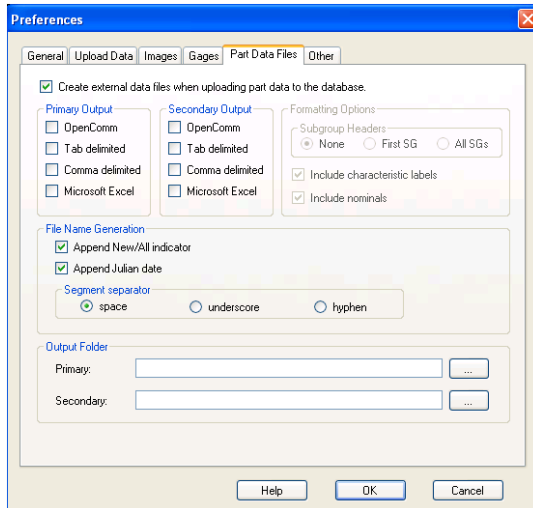 Preferences
General Upload Data Images Gages Part Data Files Other
Create external data files when uploading part data to the database.
Primary Output Secondary Output Formatting Options
OpenComm OpenComm Subgroup Headers
None First SG All SGs
Tab delimited Tab delimited
Comma delimited Comma delimited Include characteristic labels
Microsoft Excel Microsoft Excel Include nominals
File Name Generation
Append New/All indicator
Append Julian date
Segment separator
space underscore hyphen
Output Folder
Primary: ...
Secondary: ...
Help OK Cancel